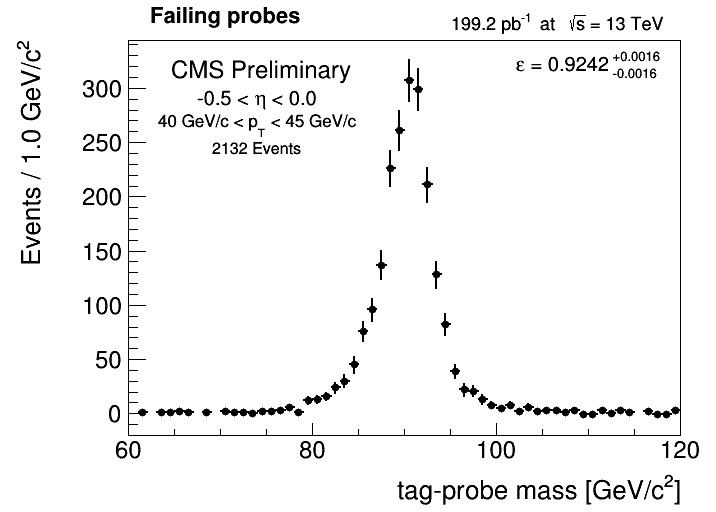 Failing probes
199.2 pb⁻¹ at √s = 13 TeV
CMS Preliminary
-0.5 < η < 0.0
40 GeV/c < p_T < 45 GeV/c
2132 Events
ε = 0.9242 +0.0016 -0.0016
Events / 1.0 GeV/c²
300
250
200
150
100
50
0
60 80 100 120
tag-probe mass [GeV/c²]